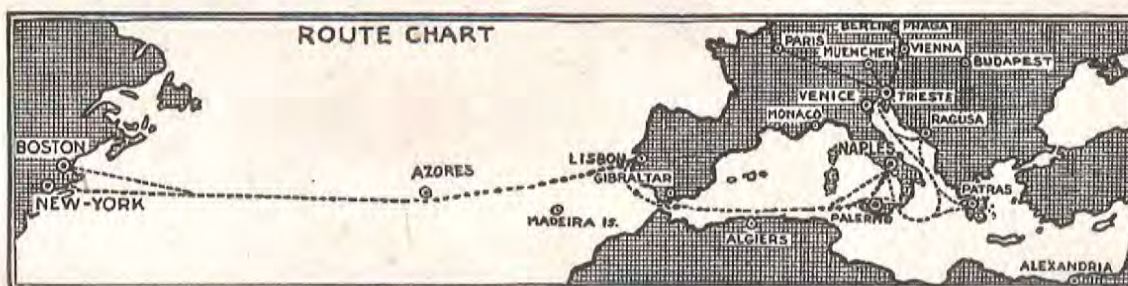 ROUTE CHART
BERLIN
PRAGA
PARIS
MUENCHEN
VIENNA
BUDAPEST
VENICE
TRIESTE
MONACO
RAGUSA
BOSTON
NAPLES
LISBON
AZORES
GIBRALTAR
NEW-YORK
PATRAS
MADEIRA IS.
PALERMO
ALGIERS
ALEXANDRIA